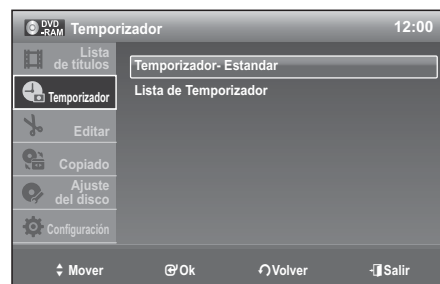 DVD-RAM Temporizador 12:00
Lista de titulos
Temporizador
Editar
Copiado
Ajuste del disco
Configuración
Temporizador- Estandar
Lista de Temporizador
Mover Ok Volver Salir